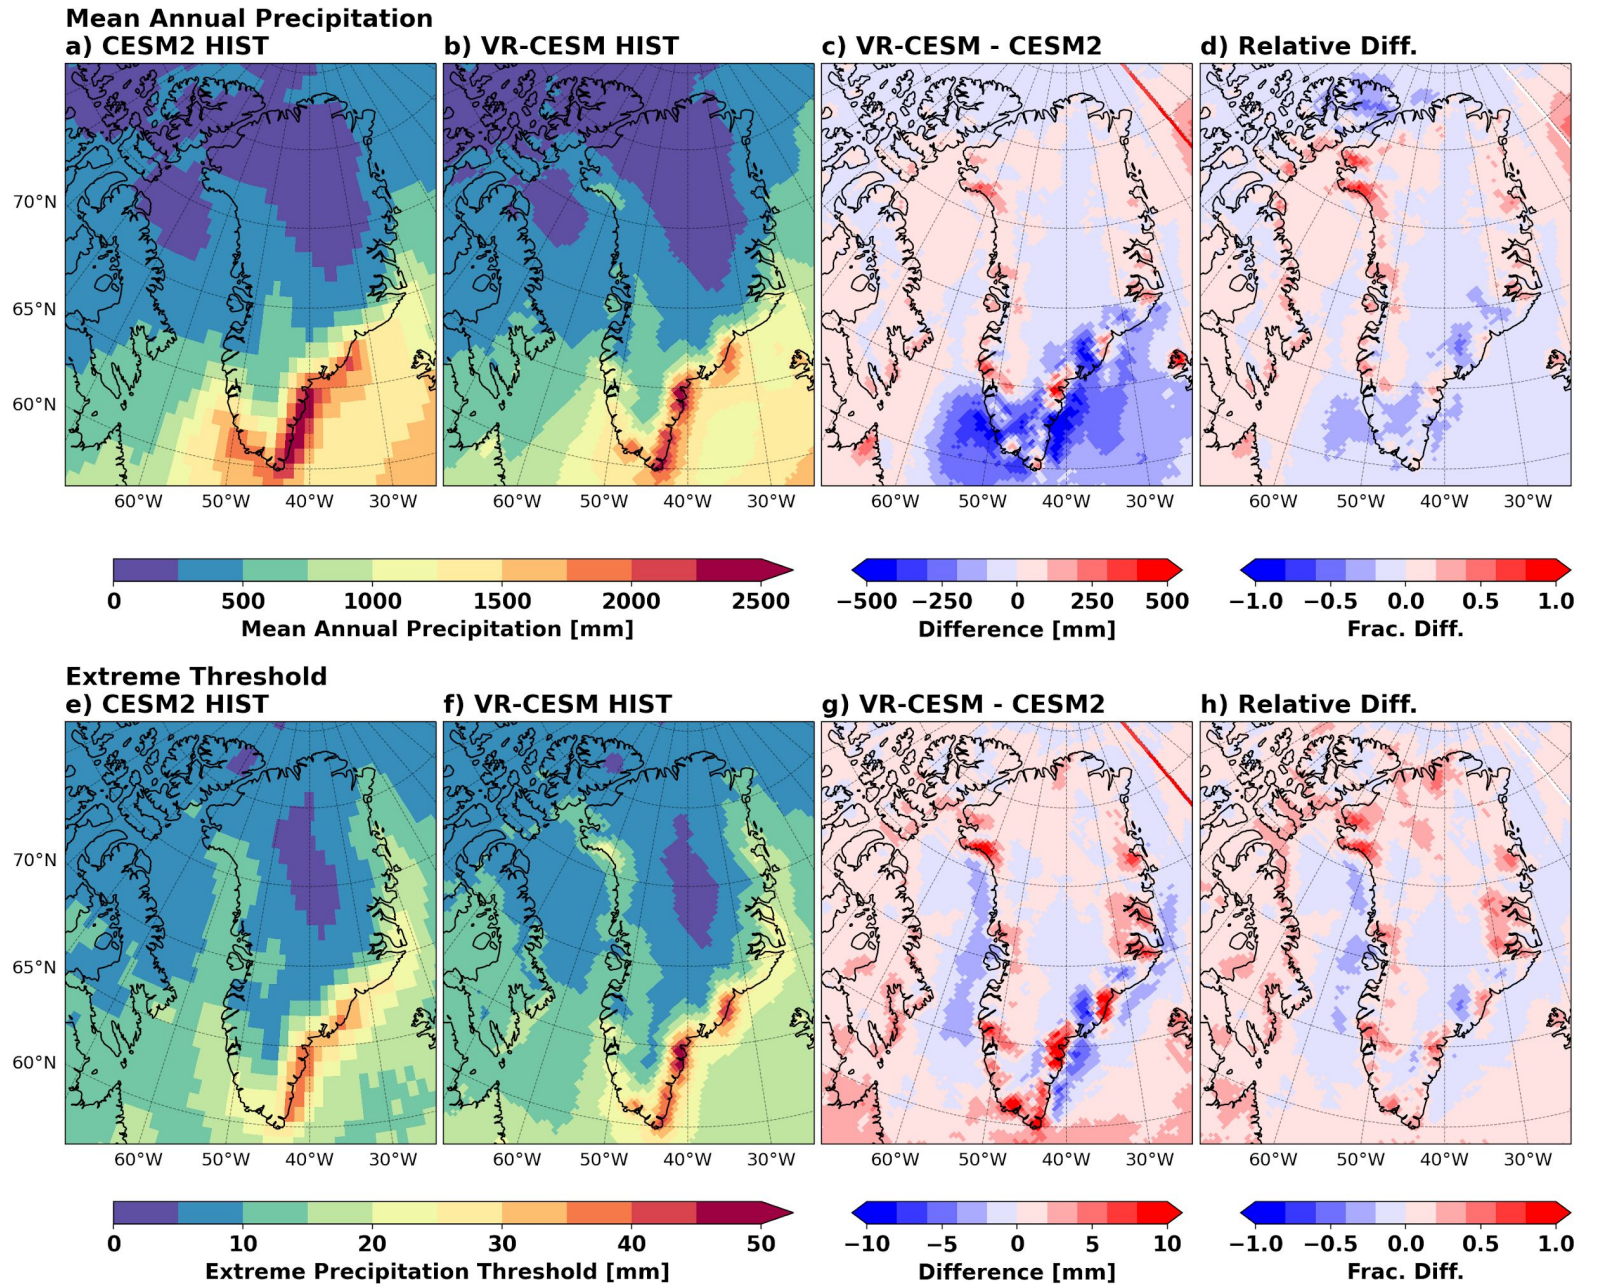 Mean Annual Precipitation
a) CESM2 HIST
b) VR-CESM HIST
c) VR-CESM - CESM2
d) Relative Diff.
70°N
65°N
60°N
60°W 50°W 40°W 30°W
60°W 50°W 40°W 30°W
60°W 50°W 40°W 30°W
60°W 50°W 40°W 30°W
0 500 1000 1500 2000 2500
Mean Annual Precipitation [mm]
−500 −250 0 250 500
Difference [mm]
−1.0 −0.5 0.0 0.5 1.0
Frac. Diff.
Extreme Threshold
e) CESM2 HIST
f) VR-CESM HIST
g) VR-CESM - CESM2
h) Relative Diff.
70°N
65°N
60°N
60°W 50°W 40°W 30°W
60°W 50°W 40°W 30°W
60°W 50°W 40°W 30°W
60°W 50°W 40°W 30°W
0 10 20 30 40 50
Extreme Precipitation Threshold [mm]
−10 −5 0 5 10
Difference [mm]
−1.0 −0.5 0.0 0.5 1.0
Frac. Diff.